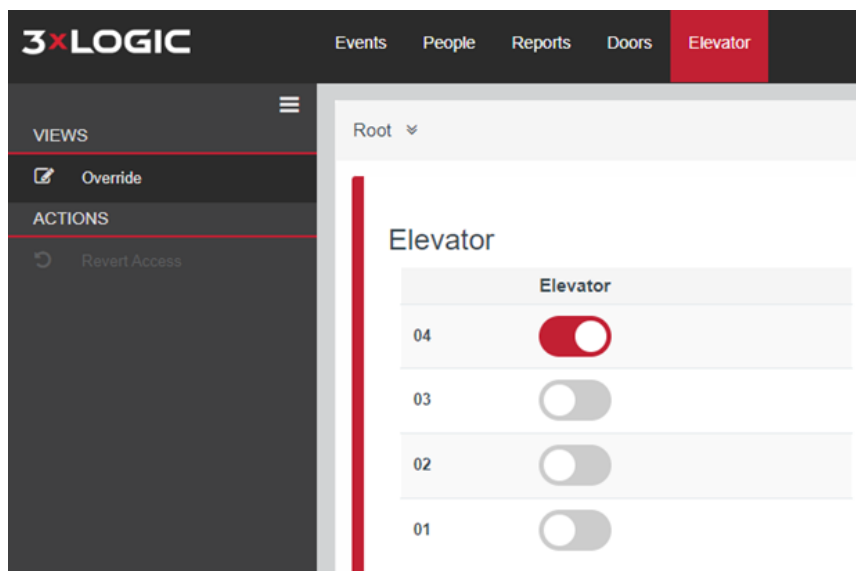 3xLOGIC
Events People Reports Doors Elevator
VIEWS
Override
ACTIONS
Revert Access
Root
Elevator
Elevator
04
03
02
01